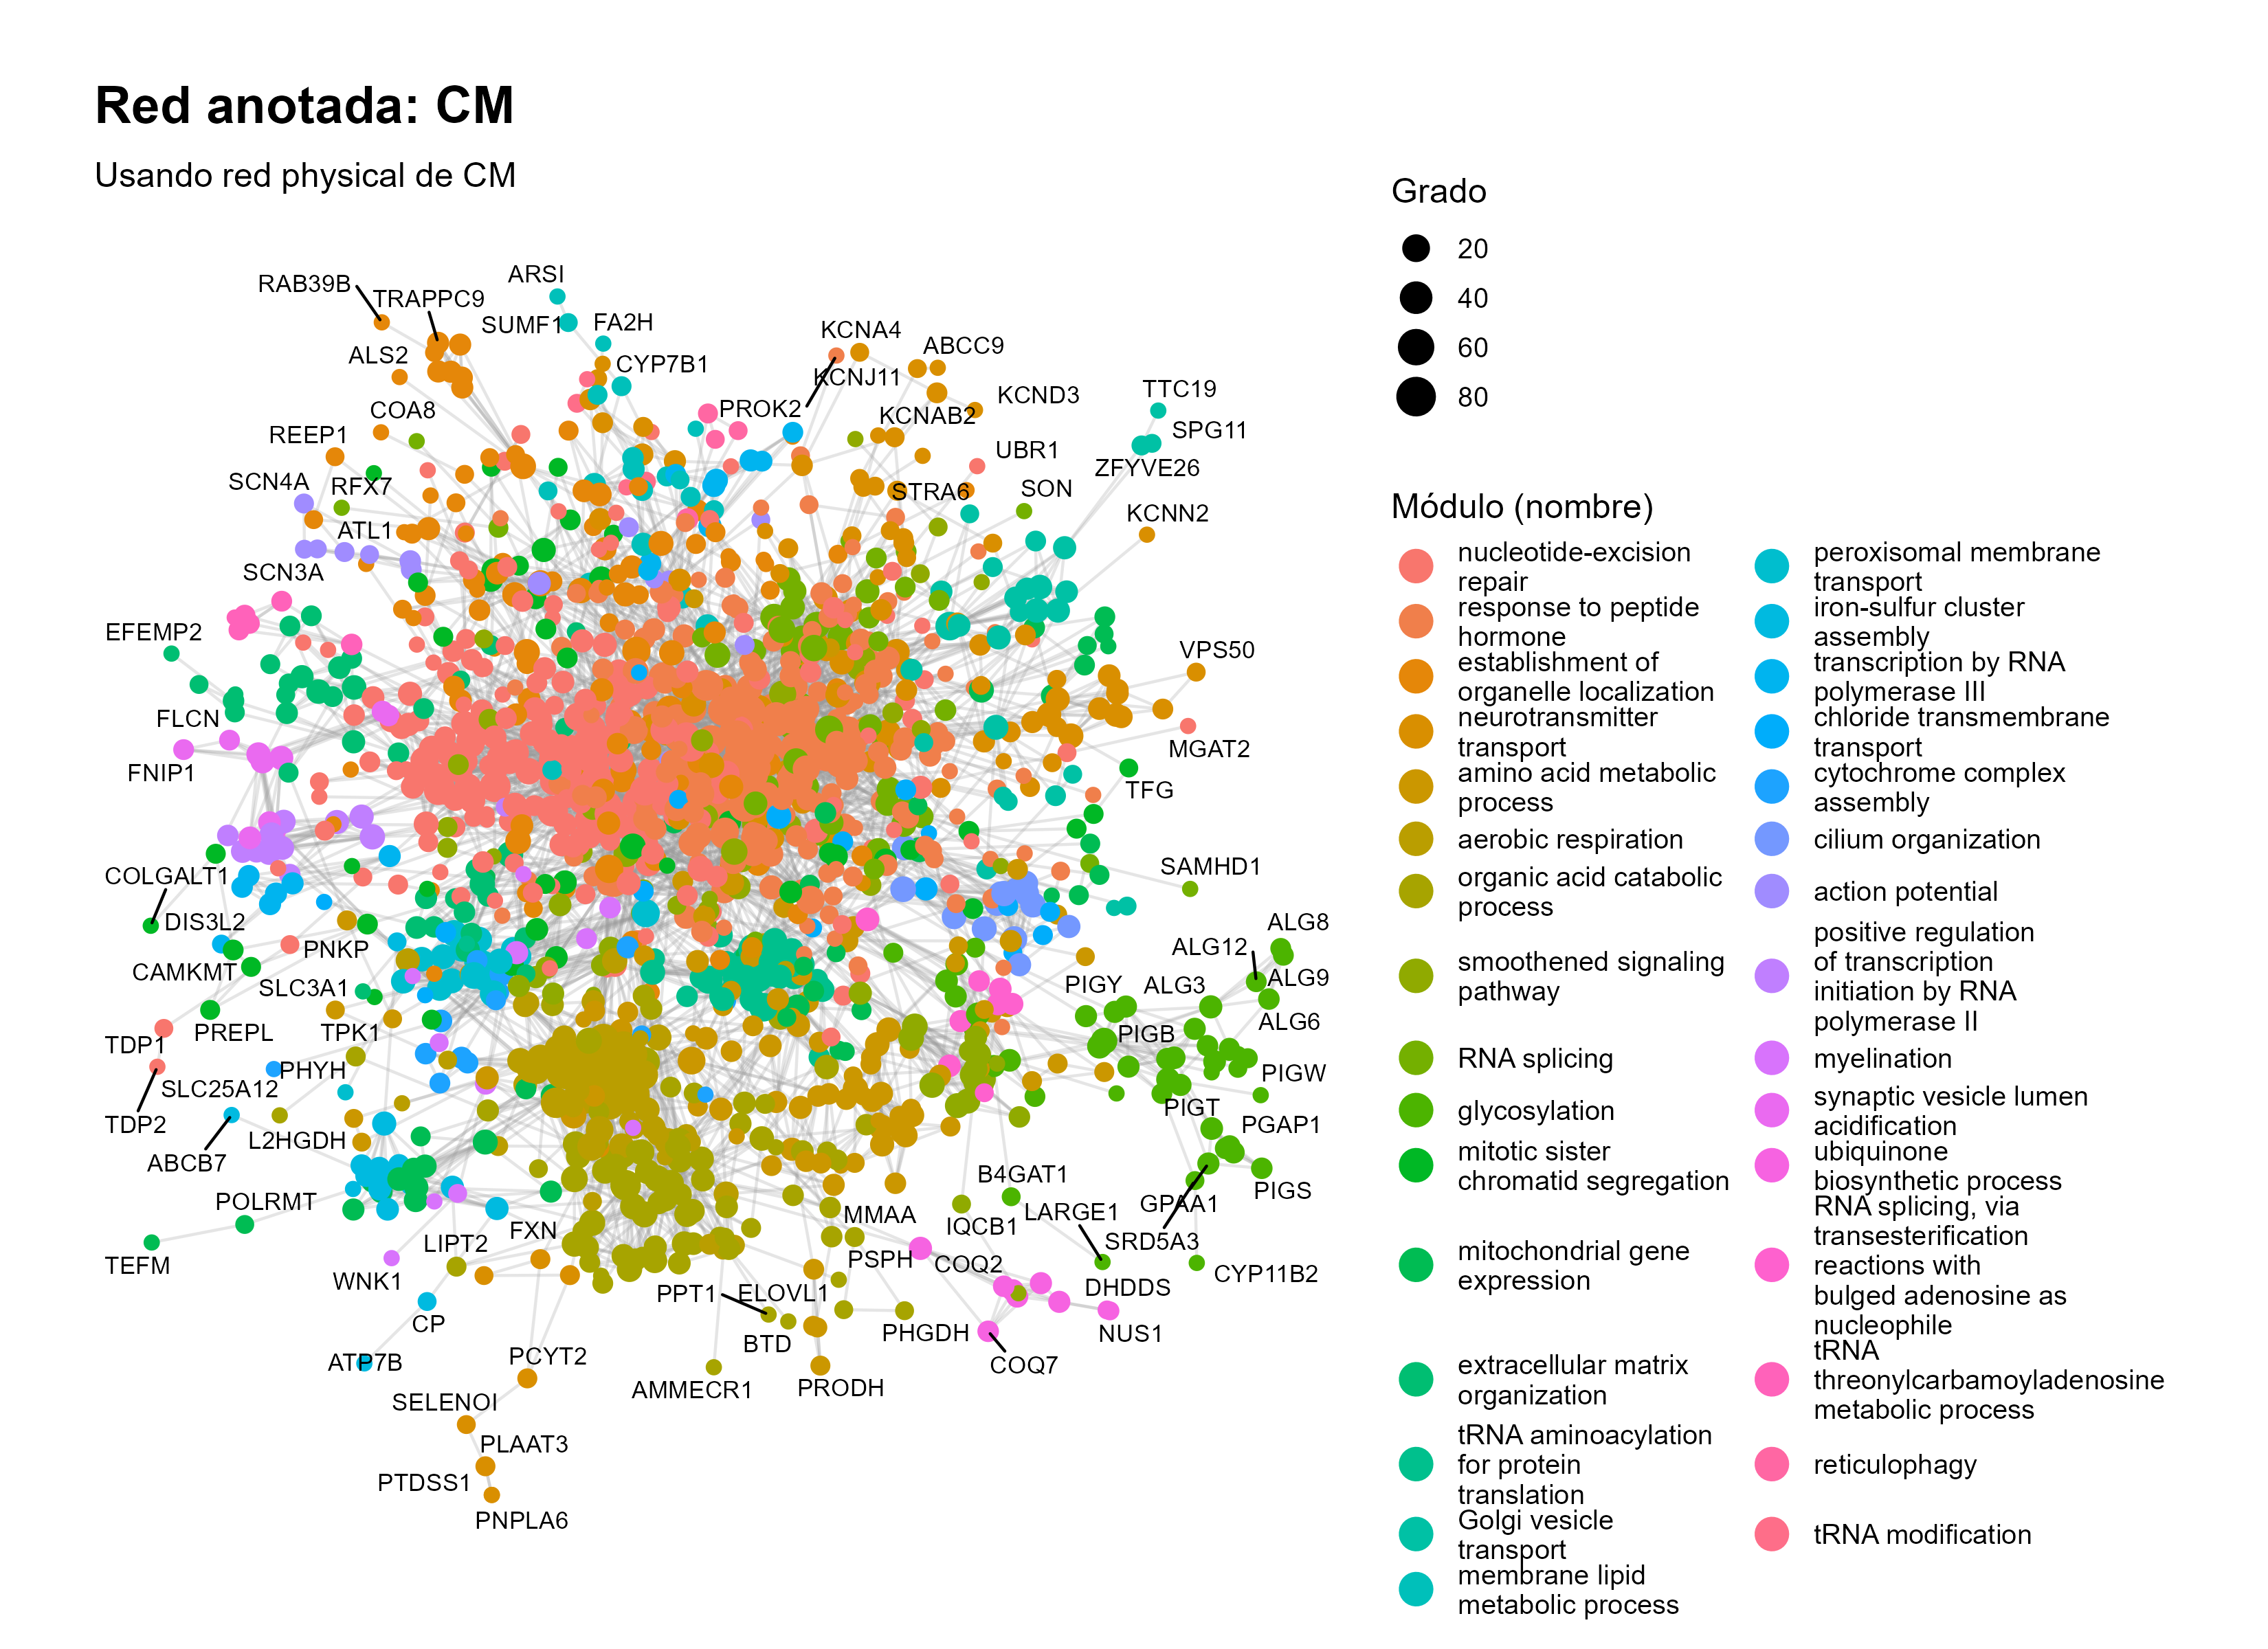 Red anotada: CM
Usando red physical de CM
RAB39B
TRAPPC9
ARSI
SUMF1
FA2H
ALS2
CYP7B1
COA8
REEP1
SCN4A
RFX7
ATL1
SCN3A
KCNA4
ABCC9
KCNJ11
PROK2
KCND3
KCNAB2
UBR1
STRA6
SON
TTC19
SPG11
ZFYVE26
KCNN2
EFEMP2
FLCN
FNIP1
VPS50
MGAT2
TFG
SAMHD1
COLGALT1
DIS3L2
PNKP
CAMKMT
SLC3A1
PREPL
TPK1
TDP1
PHYH
SLC25A12
TDP2
L2HGDH
ABCB7
POLRMT
TEFM
ALG8
ALG12
ALG9
PIGY
ALG3
ALG6
PIGB
PIGW
PIGT
PGAP1
PIGS
GPAA1
B4GAT1
LARGE1
IQCB1
SRD5A3
CYP11B2
DHDDS
NUS1
MMAA
PSPH
COQ2
COQ7
PHGDH
FXN
LIPT2
WNK1
CP
ATP7B
PPT1
ELOVL1
BTD
AMMECR1
PRODH
PCYT2
SELENOI
PLAAT3
PTDSS1
PNPLA6
Grado
20
40
60
80
Módulo (nombre)
nucleotide-excision
repair
response to peptide
hormone
establishment of
organelle localization
neurotransmitter
transport
amino acid metabolic
process
aerobic respiration
organic acid catabolic
process
smoothened signaling
pathway
RNA splicing
glycosylation
mitotic sister
chromatid segregation
mitochondrial gene
expression
extracellular matrix
organization
tRNA aminoacylation
for protein
translation
Golgi vesicle
transport
membrane lipid
metabolic process
peroxisomal membrane
transport
iron-sulfur cluster
assembly
transcription by RNA
polymerase III
chloride transmembrane
transport
cytochrome complex
assembly
cilium organization
action potential
positive regulation
of transcription
initiation by RNA
polymerase II
myelination
synaptic vesicle lumen
acidification
ubiquinone
biosynthetic process
RNA splicing, via
transesterification
reactions with
bulged adenosine as
nucleophile
tRNA
threonylcarbamoyladenosine
metabolic process
reticulophagy
tRNA modification